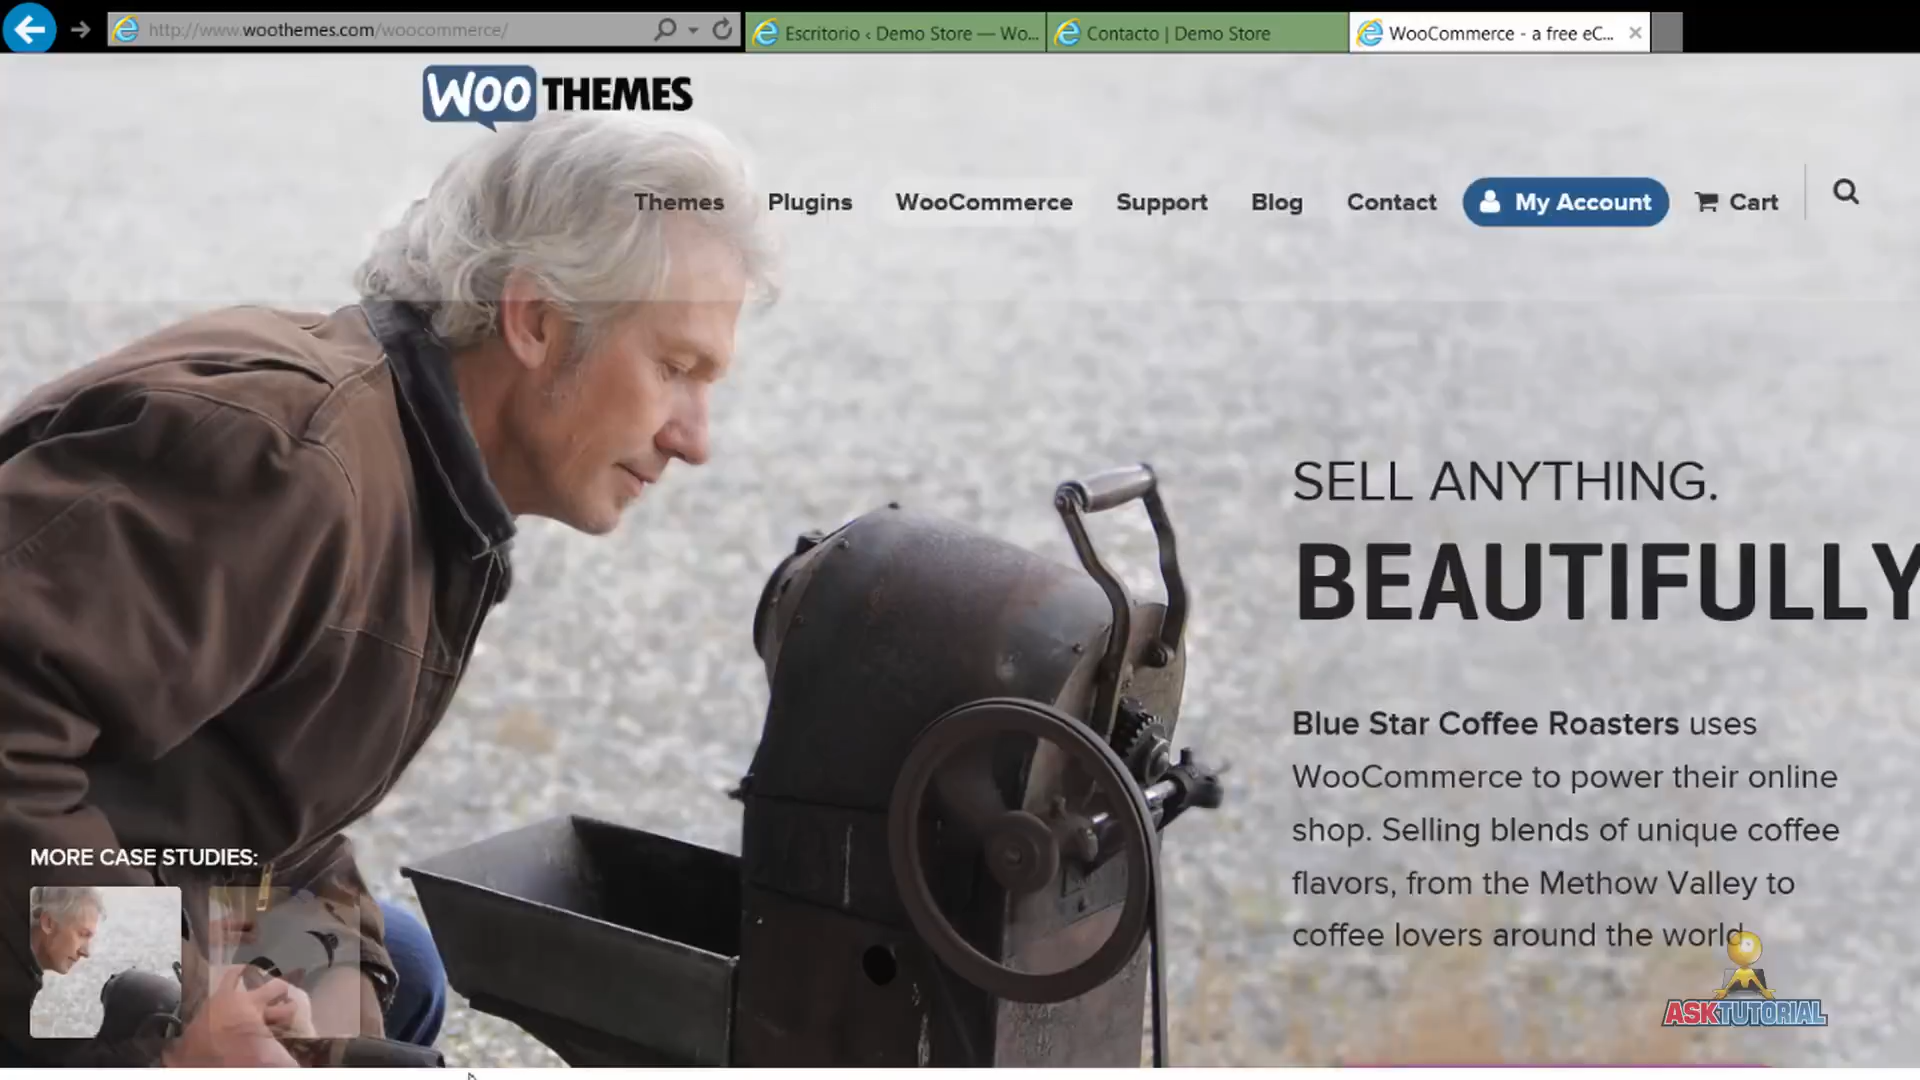 http://www.woothemes.com/woocommerce/
Escritorio ‹ Demo Store — Wo...
Contacto | Demo Store
WooCommerce - a free eC...
WOO THEMES
Themes
Plugins
WooCommerce
Support
Blog
Contact
My Account
Cart
SELL ANYTHING.
BEAUTIFULLY
Blue Star Coffee Roasters uses
WooCommerce to power their online
shop. Selling blends of unique coffee
flavors, from the Methow Valley to
coffee lovers around the world
MORE CASE STUDIES:
ASKTUTORIAL